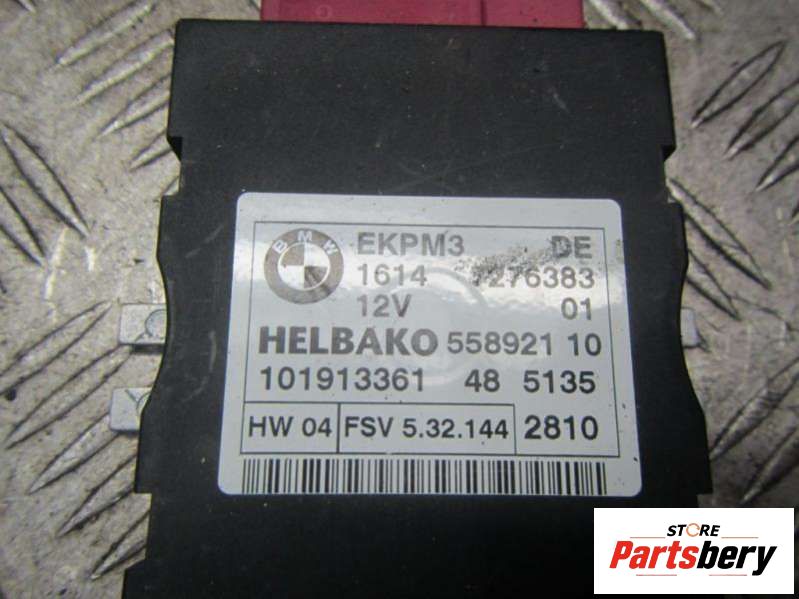 BMW
EKPM3 DE
1614 7276383
12V 01
HELBAKO 558921 10
101913361 48 5135
HW 04 FSV 5.32.144 2810
STORE
Partsbery